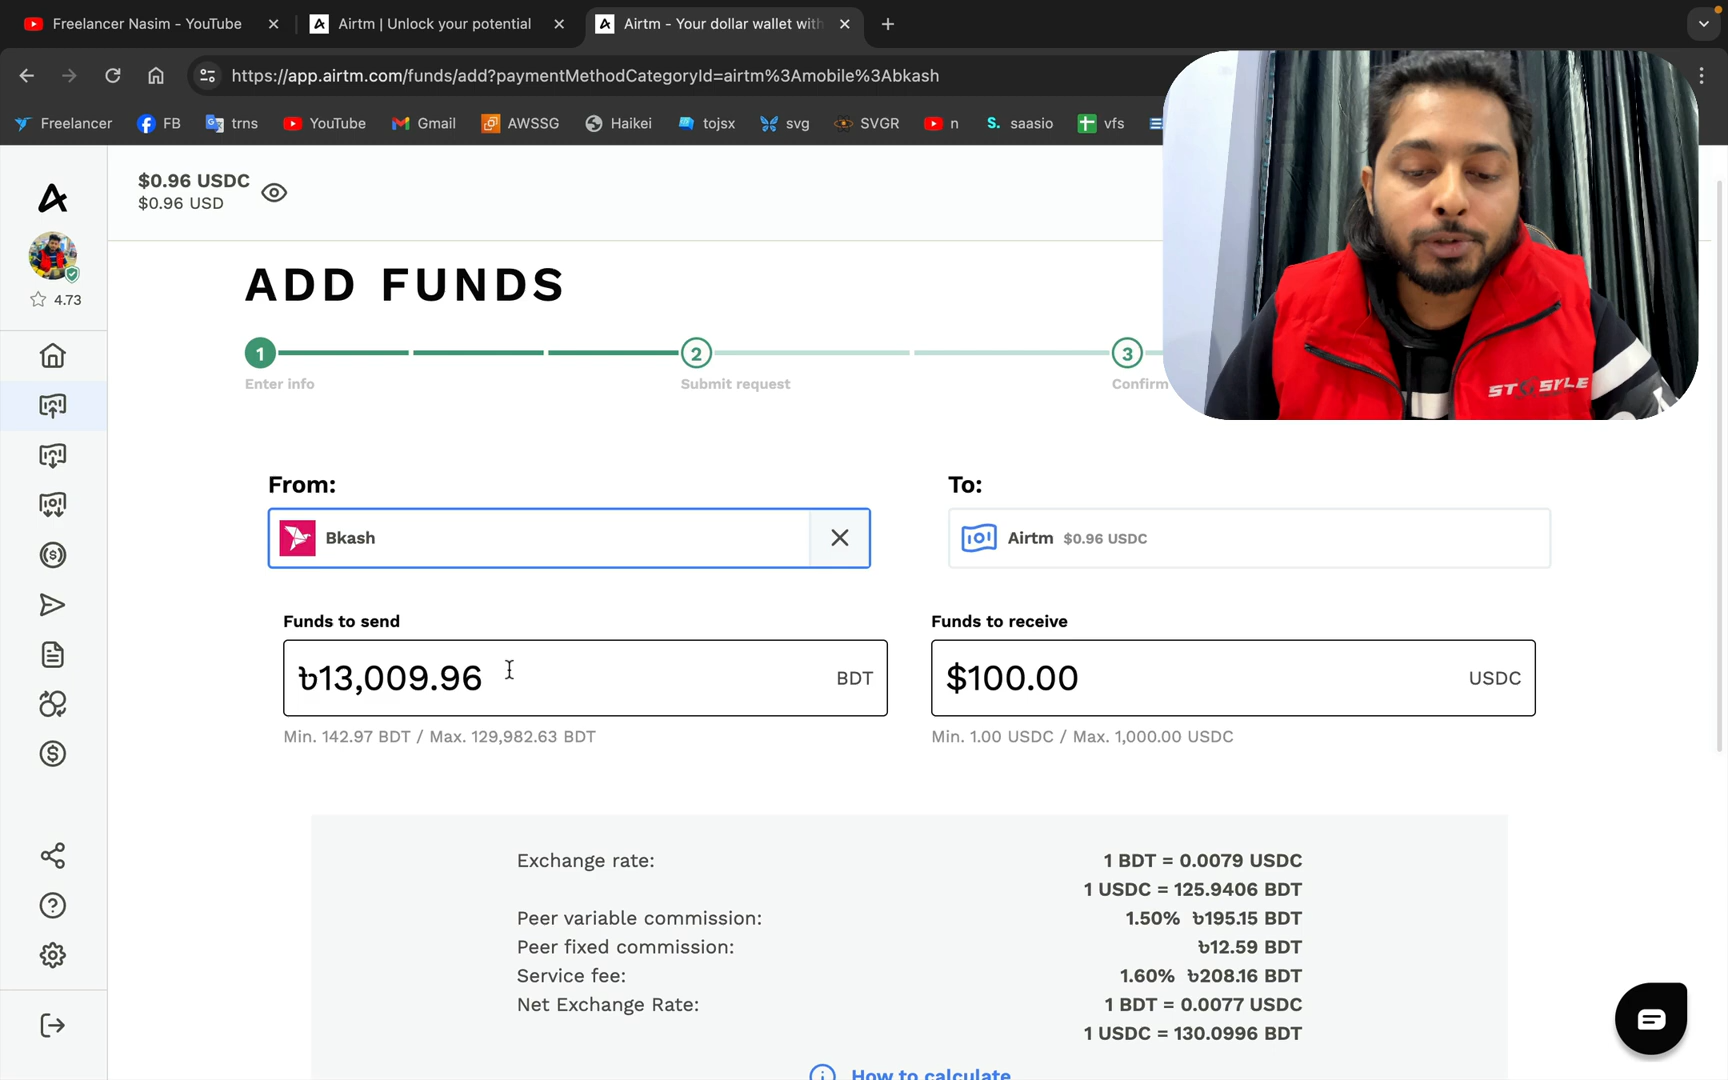 Freelancer Nasim - YouTube
Airtm | Unlock your potential
Airtm - Your dollar wallet with
https://app.airtm.com/funds/add?paymentMethodCategoryId=airtm%3Amobile%3Abkash
Freelancer FB trns YouTube Gmail AWSSG Haikei tojsx svg SVGR n saasio vfs
$0.96 USDC
$0.96 USD
4.73
ADD FUNDS
1 2 3
Enter info Submit request Confirm
From: To:
Bkash Airtm $0.96 USDC
Funds to send Funds to receive
৳13,009.96 BDT $100.00 USDC
Min. 142.97 BDT / Max. 129,982.63 BDT Min. 1.00 USDC / Max. 1,000.00 USDC
Exchange rate: 1 BDT = 0.0079 USDC
1 USDC = 125.9406 BDT
Peer variable commission: 1.50% ৳195.15 BDT
Peer fixed commission: ৳12.59 BDT
Service fee: 1.60% ৳208.16 BDT
Net Exchange Rate: 1 BDT = 0.0077 USDC
1 USDC = 130.0996 BDT
How to calculate